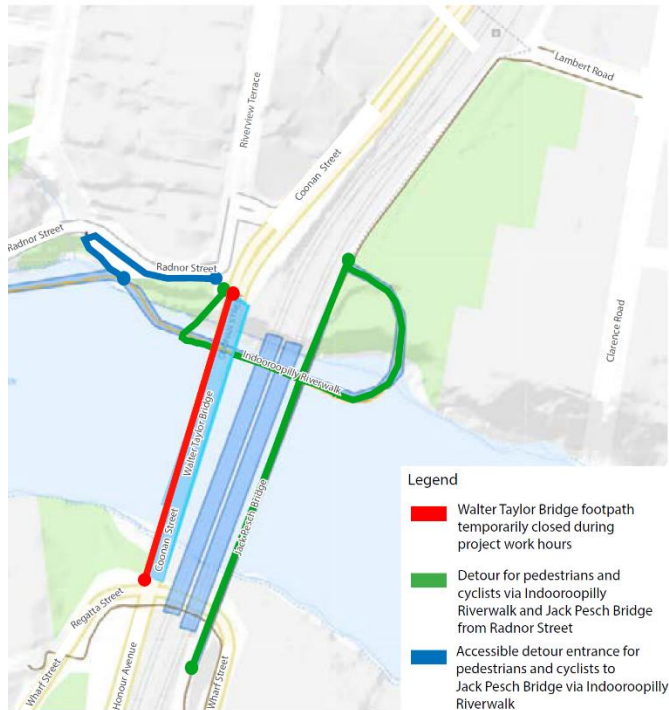 Lambert Road
Riverview Terrace
Coonan Street
Radnor Street
Radnor Street
Indooroopilly Riverwalk
Clarence Road
Walter Taylor Bridge
Jack Pesch Bridge
Coonan Street
Regatta Street
Wharf Street
Honour Avenue
Wharf Street
Legend
Walter Taylor Bridge footpath
temporarily closed during
project work hours
Detour for pedestrians and
cyclists via Indooroopilly
Riverwalk and Jack Pesch Bridge
from Radnor Street
Accessible detour entrance for
pedestrians and cyclists to
Jack Pesch Bridge via Indooroopilly
Riverwalk